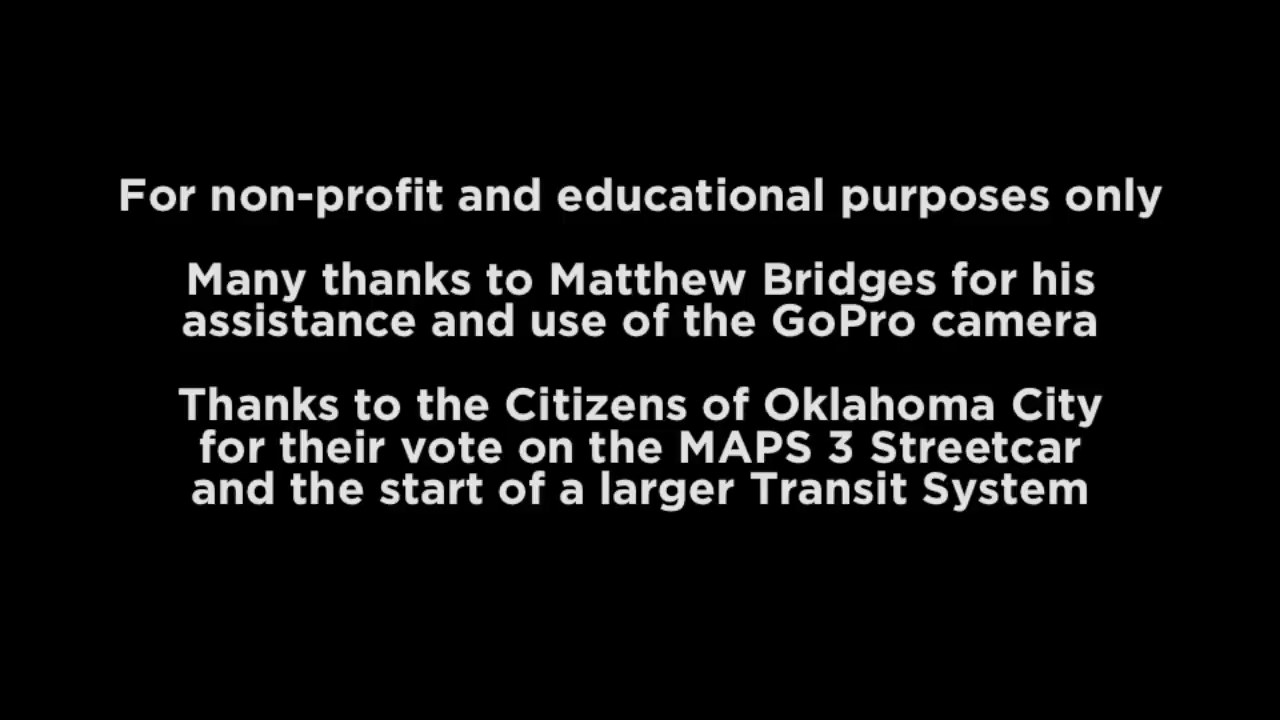 For non-profit and educational purposes only
Many thanks to Matthew Bridges for his
assistance and use of the GoPro camera
Thanks to the Citizens of Oklahoma City
for their vote on the MAPS 3 Streetcar
and the start of a larger Transit System